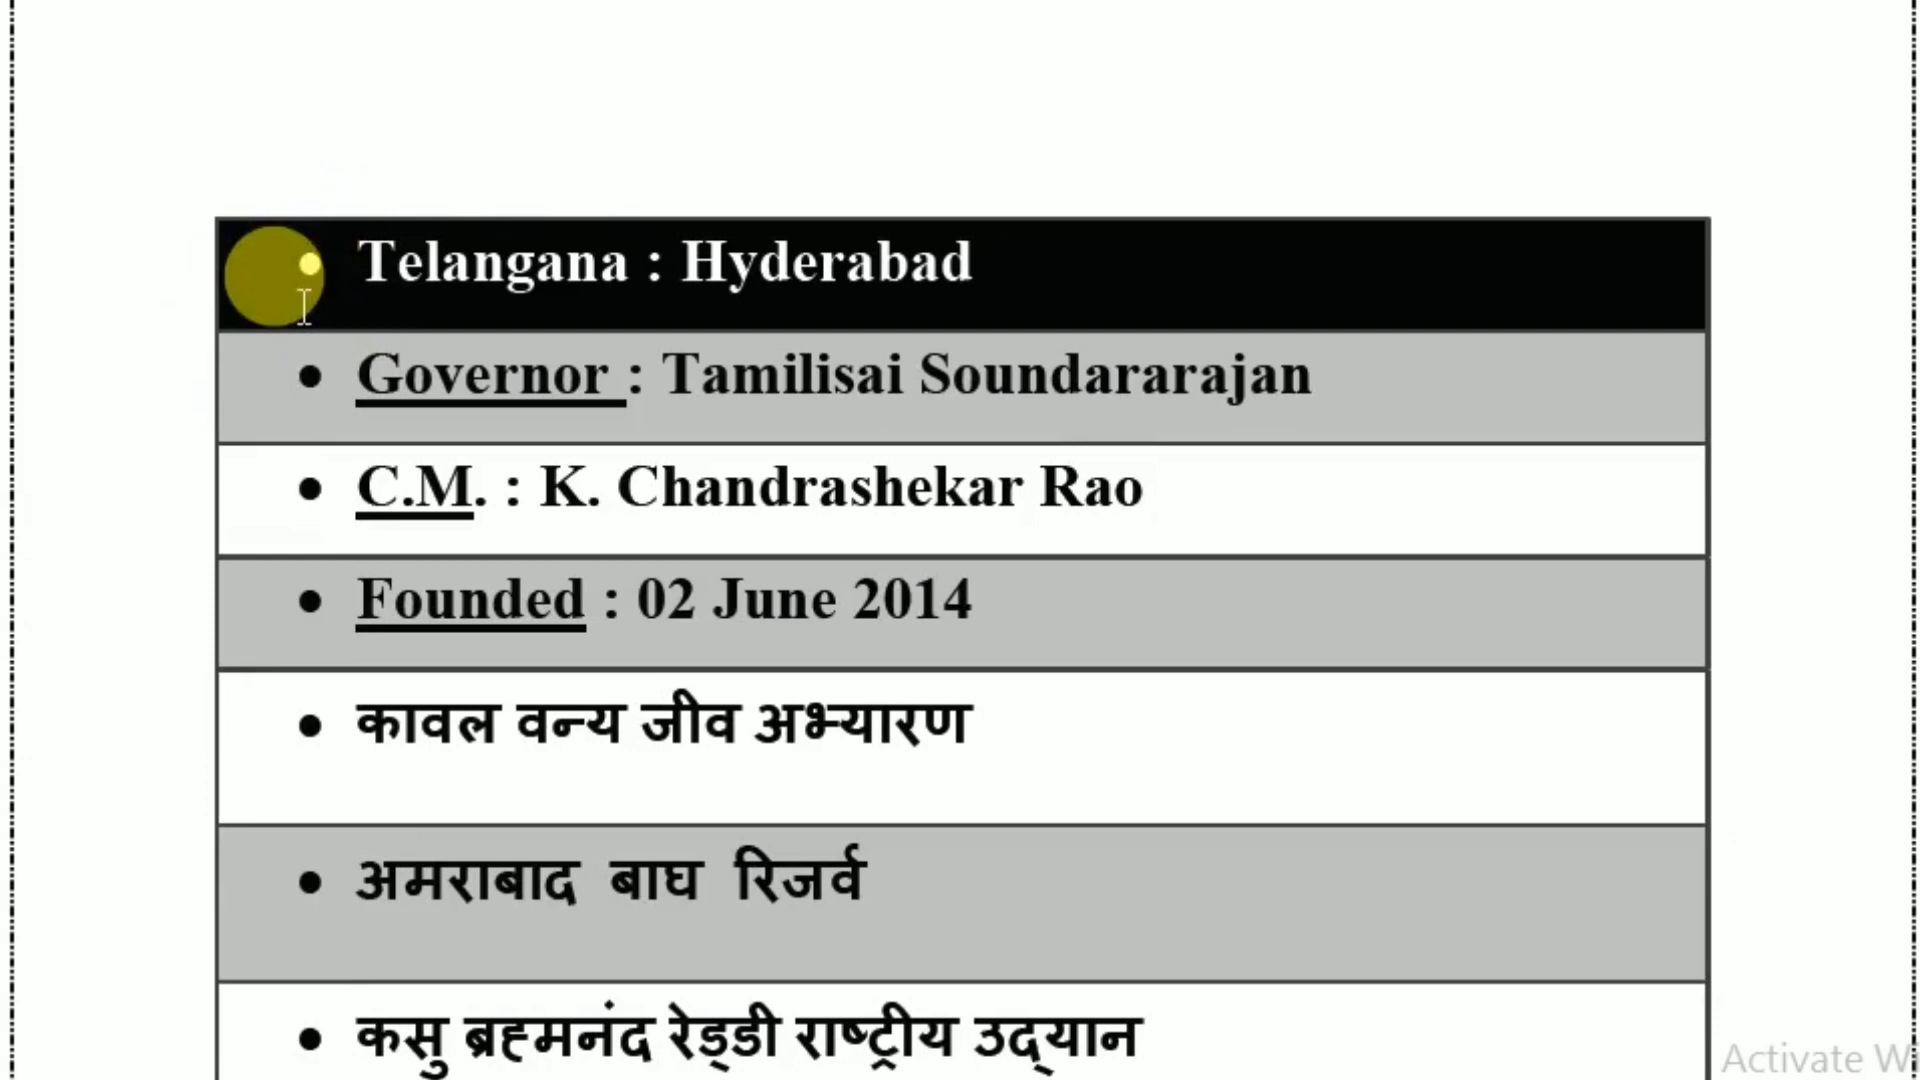 • Telangana : Hyderabad
• Governor : Tamilisai Soundararajan
• C.M. : K. Chandrashekar Rao
• Founded : 02 June 2014
• कावल वन्य जीव अभ्यारण
• अमराबाद बाघ रिजर्व
• कसु ब्रह्मनंद रेड्डी राष्ट्रीय उद्यान
Activate